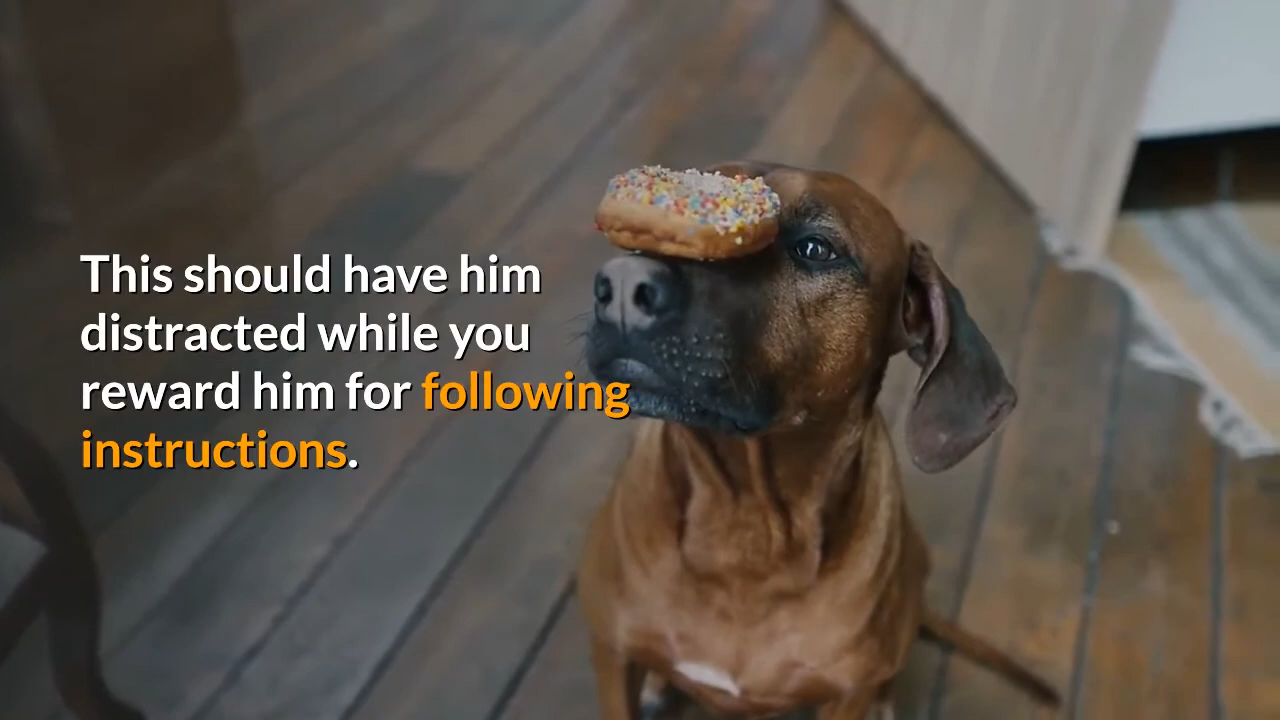 This should have him
distracted while you
reward him for following
instructions.